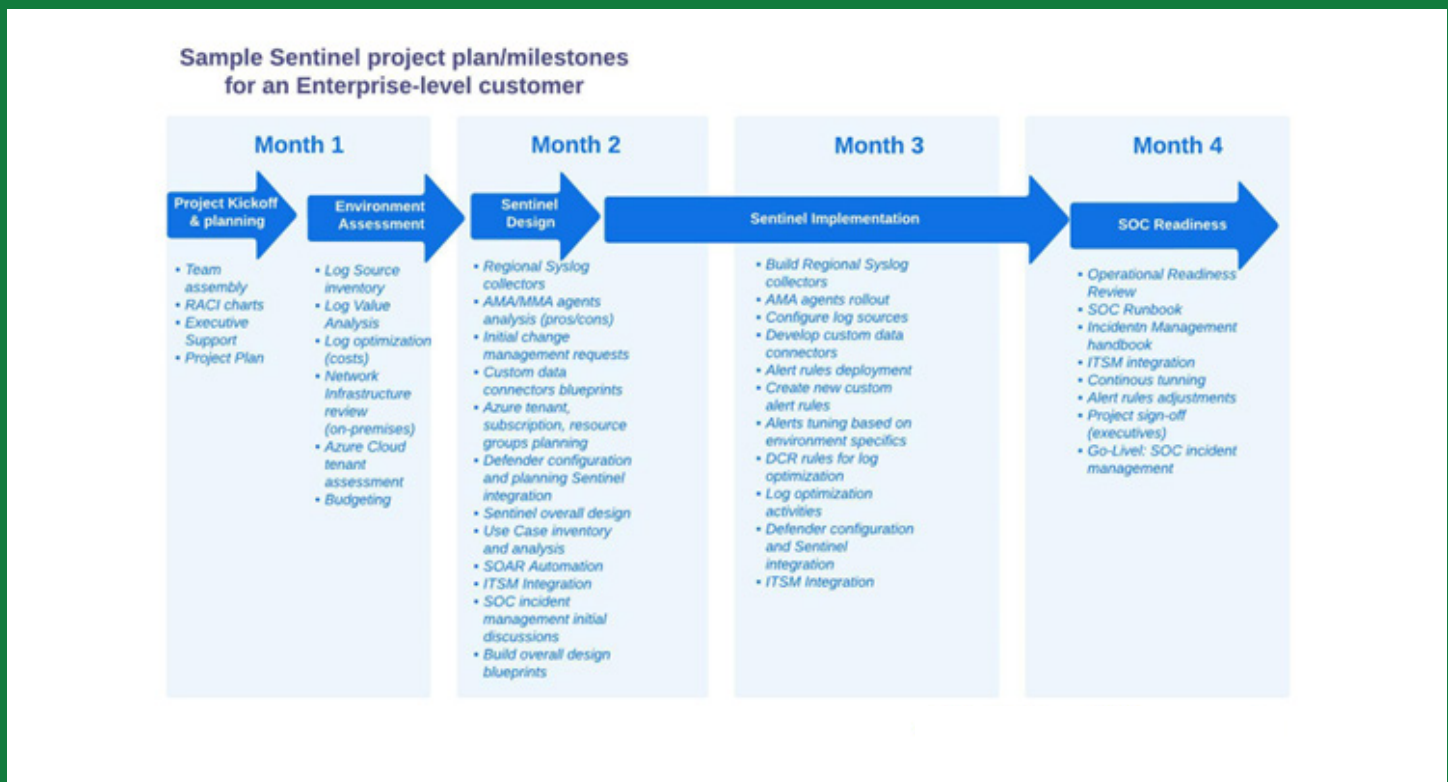 Sample Sentinel project plan/milestones
for an Enterprise-level customer
Month 1
Project Kickoff
& planning
• Team
assembly
• RACI charts
• Executive
Support
• Project Plan
Environment
Assessment
• Log Source
inventory
• Log Value
Analysis
• Log optimization
(costs)
• Network
Infrastructure
review
(on-premises)
• Azure Cloud
tenant
assessment
• Budgeting
Month 2
Sentinel
Design
• Regional Syslog
collectors
• AMA/MMA agents
analysis (pros/cons)
• Initial change
management requests
• Custom data
connectors blueprints
• Azure tenant,
subscription, resource
groups planning
• Defender configuration
and planning Sentinel
integration
• Sentinel overall design
• Use Case inventory
and analysis
• SOAR Automation
• ITSM Integration
• SOC incident
management initial
discussions
• Build overall design
blueprints
Month 3
Sentinel Implementation
• Build Regional Syslog
collectors
• AMA agents rollout
• Configure log sources
• Develop custom data
connectors
• Alert rules deployment
• Create new custom
alert rules
• Alerts tuning based on
environment specifics
• DCR rules for log
optimization
• Log optimization
activities
• Defender configuration
and Sentinel
integration
• ITSM Integration
Month 4
SOC Readiness
• Operational Readiness
Review
• SOC Runbook
• Incidentn Management
handbook
• ITSM integration
• Continous tunning
• Alert rules adjustments
• Project sign-off
(executives)
• Go-Livel: SOC incident
management